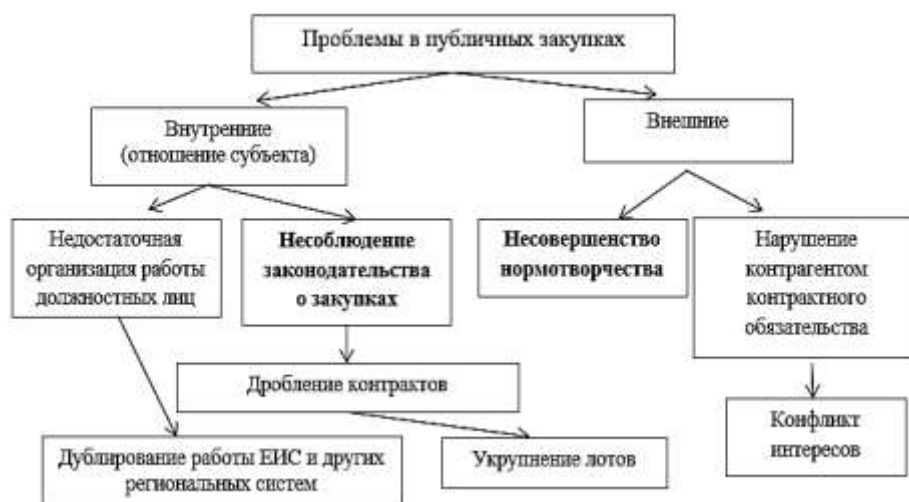 Проблемы в публичных закупках
Внутренние
(отношение субъекта)
Внешние
Недостаточная
организация работы
должностных лиц
Несоблюдение
законодательства
о закупках
Несовершенство
нормотворчества
Нарушение
контрагентом
контрактного
обязательства
Дробление контрактов
Дублирование работы ЕИС и других
региональных систем
Укрупнение лотов
Конфликт
интересов